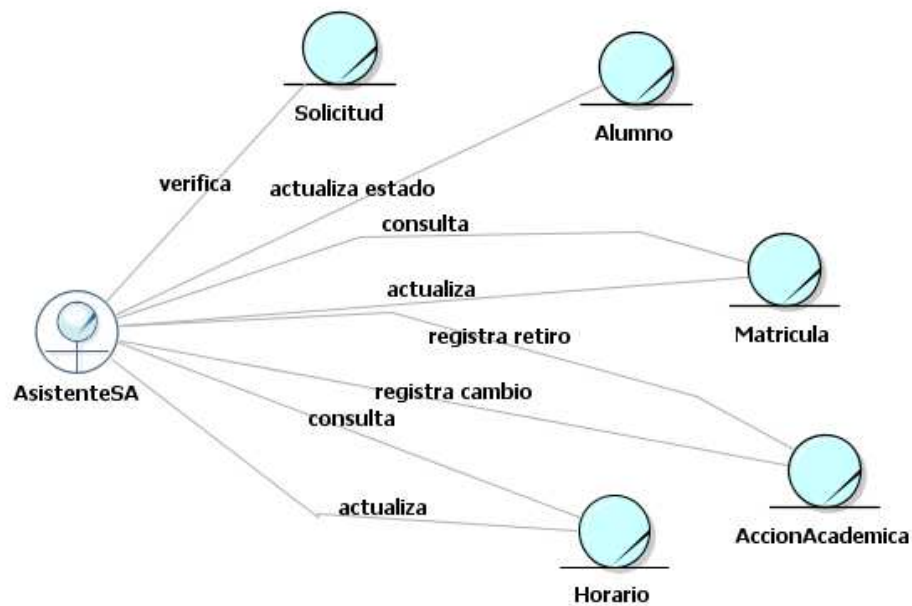 Solicitud
Alumno
verifica
actualiza estado
consulta
actualiza
Matricula
registra retiro
AsistenteSA
registra cambio
consulta
actualiza
AccionAcademica
Horario